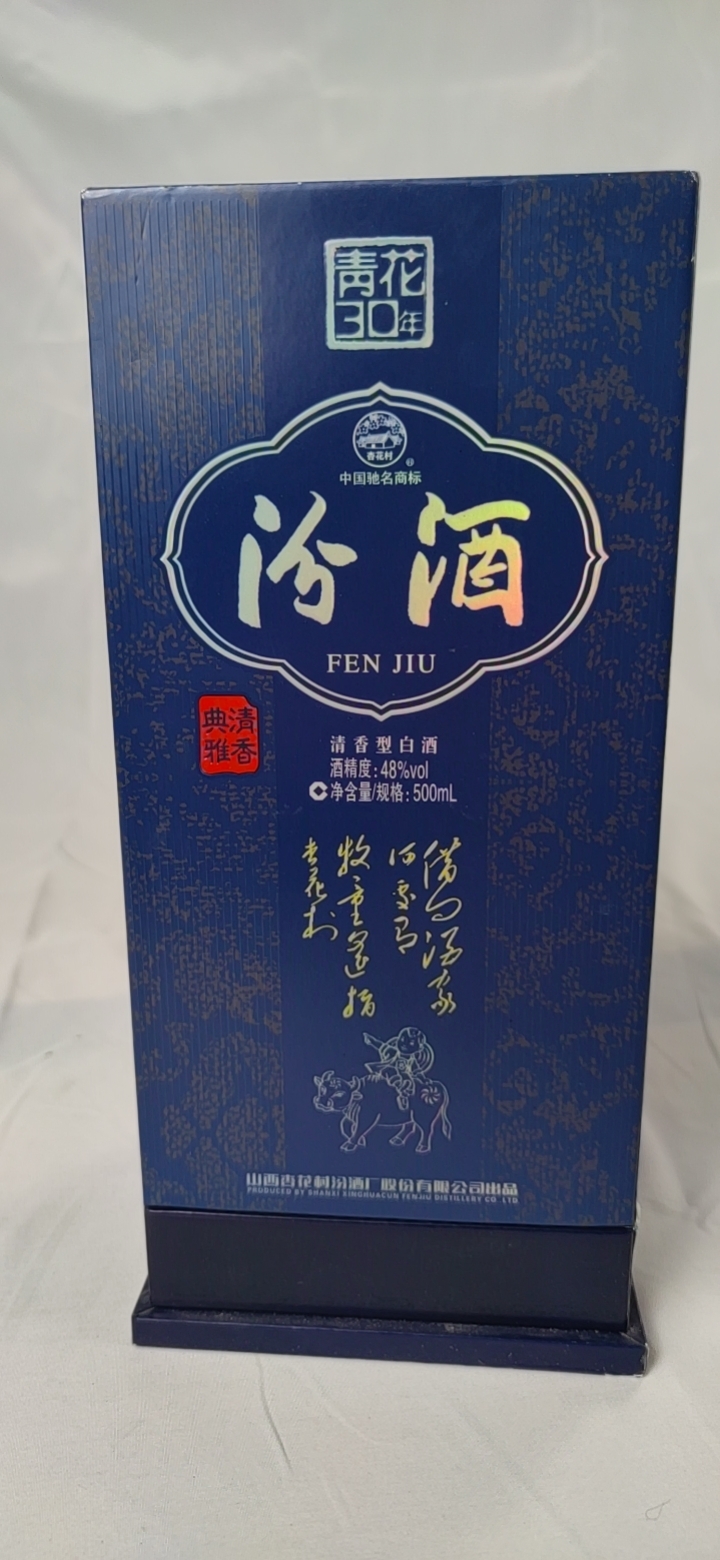 青花
30年
杏花村
®
中国驰名商标
汾酒
FEN JIU
清香
典雅
清香型白酒
酒精度:48%vol
净含量/规格:500mL
借问酒家
何处有
牧童遥指
杏花村
山西杏花村汾酒厂股份有限公司出品
PRODUCED BY SHANXI XINGHUACUN FENJIU DISTILLERY CO. LTD.